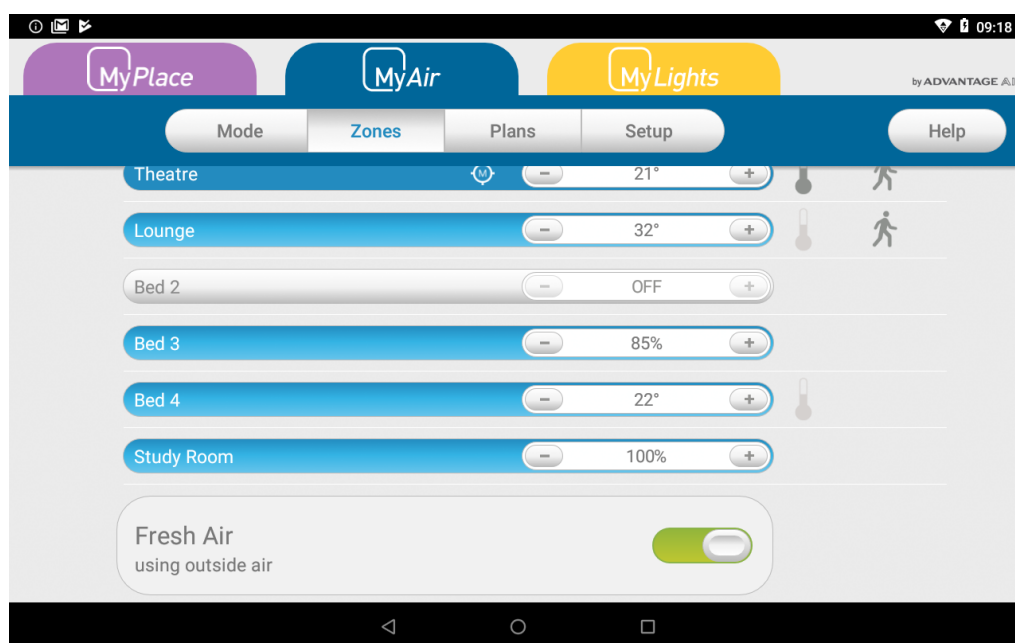 09:18
MyPlace
MyAir
MyLights
by ADVANTAGE
Mode
Zones
Plans
Setup
Help
Theatre
M
- 21° +
Lounge
- 32° +
Bed 2
- OFF +
Bed 3
- 85% +
Bed 4
- 22° +
Study Room
- 100% +
Fresh Air
using outside air